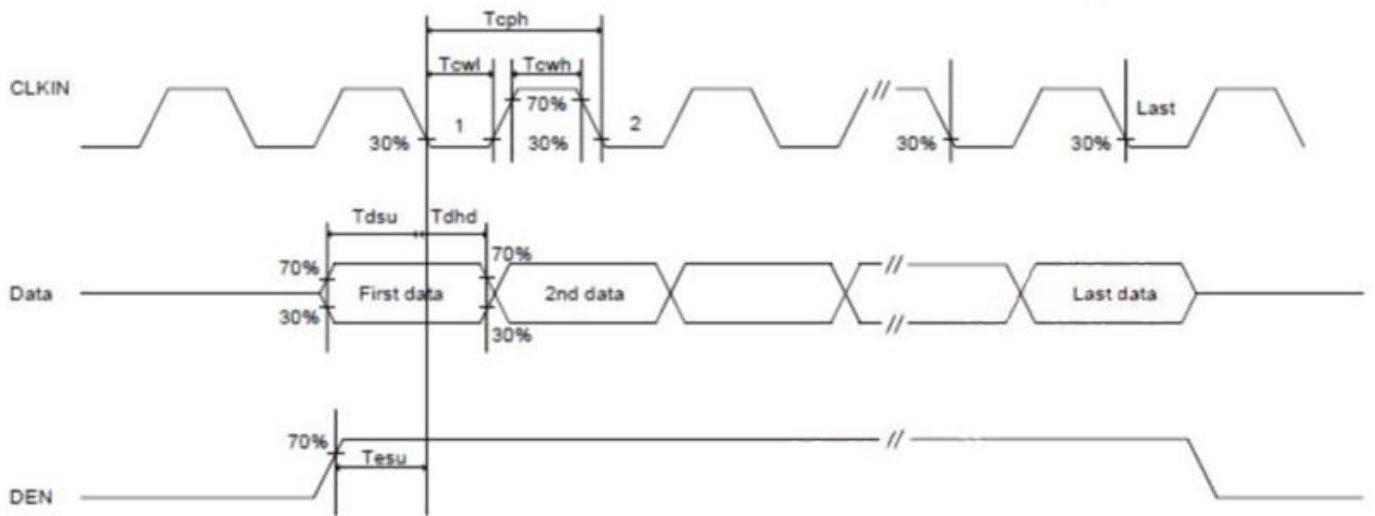 Tcph
Tcwl Tcwh
CLKIN 70% Last
1 2
30% 30% 30% 30%
Tdsu Tdhd
70% 70%
Data First data 2nd data Last data
30% 30%
70%
Tesu
DEN